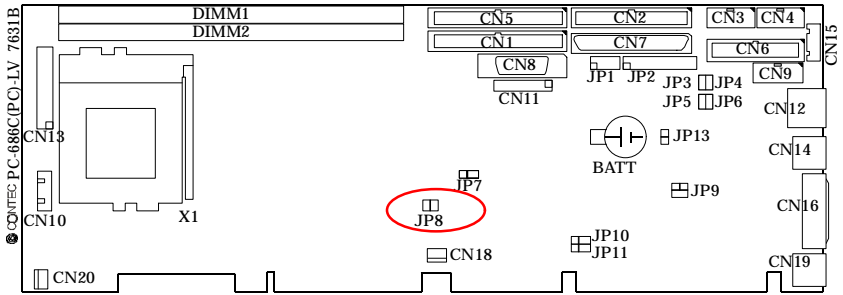 DIMM1
DIMM2
CN5
CN2
CN3
CN4
CN1
CN7
CN6
CN15
CN8
JP1
JP2
CN9
CN11
JP3
JP4
JP5
JP6
CN12
CN13
JP13
CN14
BATT
JP7
JP9
CN10
X1
JP8
CN16
JP10
JP11
CN18
CN19
CN20
© CONTEC PC-686C(PC)-LV 7631B